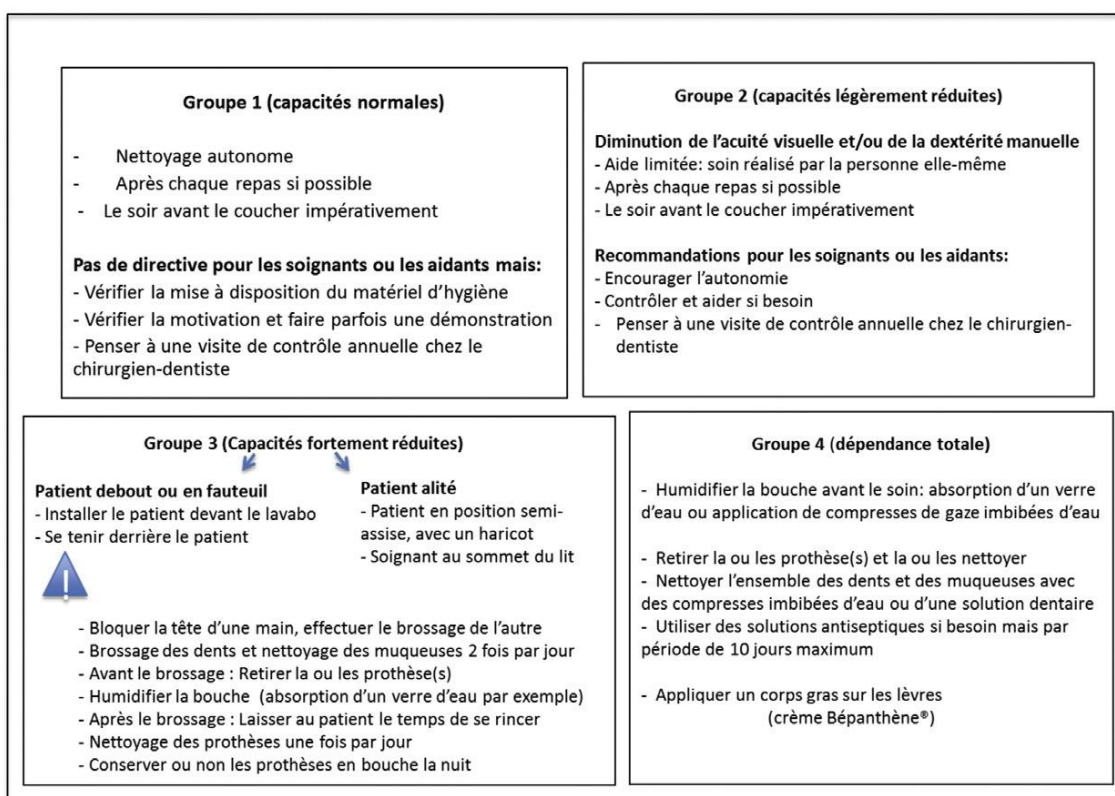 Groupe 1 (capacités normales)
- Nettoyage autonome
- Après chaque repas si possible
- Le soir avant le coucher impérativement
Pas de directive pour les soignants ou les aidants mais:
- Vérifier la mise à disposition du matériel d'hygiène
- Vérifier la motivation et faire parfois une démonstration
- Penser à une visite de contrôle annuelle chez le
chirurgien-dentiste
Groupe 2 (capacités légèrement réduites)
Diminution de l'acuité visuelle et/ou de la dextérité manuelle
- Aide limitée: soin réalisé par la personne elle-même
- Après chaque repas si possible
- Le soir avant le coucher impérativement
Recommandations pour les soignants ou les aidants:
- Encourager l'autonomie
- Contrôler et aider si besoin
- Penser à une visite de contrôle annuelle chez le chirurgien-
dentiste
Groupe 3 (Capacités fortement réduites)
Patient debout ou en fauteuil
- Installer le patient devant le lavabo
- Se tenir derrière le patient
Patient alité
- Patient en position semi-
assise, avec un haricot
- Soignant au sommet du lit
!
- Bloquer la tête d'une main, effectuer le brossage de l'autre
- Brossage des dents et nettoyage des muqueuses 2 fois par jour
- Avant le brossage : Retirer la ou les prothèse(s)
- Humidifier la bouche (absorption d'un verre d'eau par exemple)
- Après le brossage : Laisser au patient le temps de se rincer
- Nettoyage des prothèses une fois par jour
- Conserver ou non les prothèses en bouche la nuit
Groupe 4 (dépendance totale)
- Humidifier la bouche avant le soin: absorption d'un verre
d'eau ou application de compresses de gaze imbibées d'eau
- Retirer la ou les prothèse(s) et la ou les nettoyer
- Nettoyer l'ensemble des dents et des muqueuses avec
des compresses imbibées d'eau ou d'une solution dentaire
- Utiliser des solutions antiseptiques si besoin mais par
période de 10 jours maximum
- Appliquer un corps gras sur les lèvres
(crème Bépanthène®)